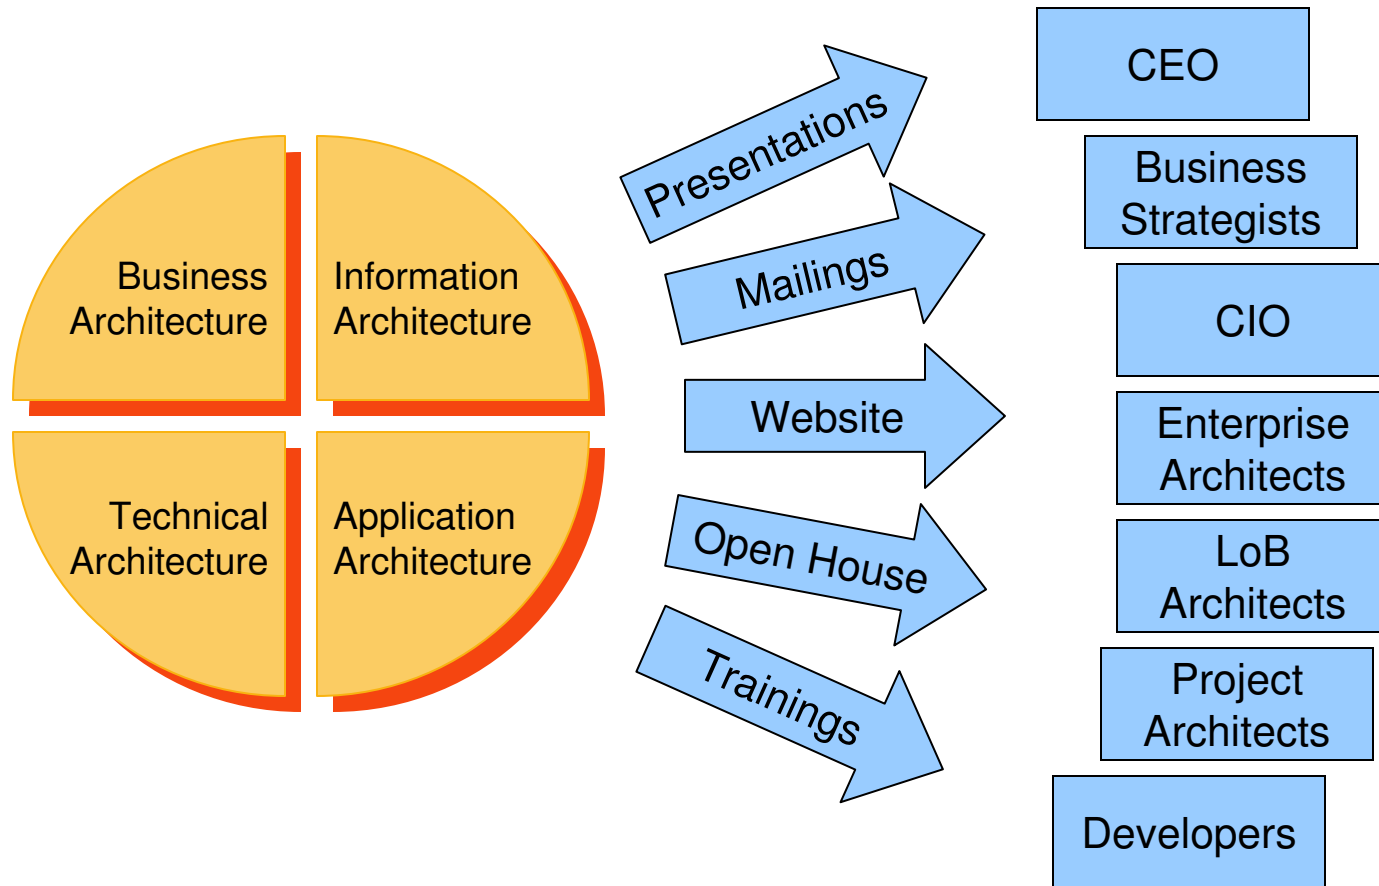 Business
Architecture
Information
Architecture
Technical
Architecture
Application
Architecture
Presentations
Mailings
Website
Open House
Trainings
CEO
Business
Strategists
CIO
Enterprise
Architects
LoB
Architects
Project
Architects
Developers